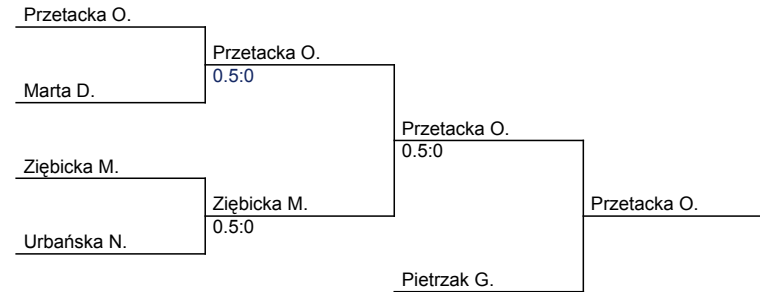 Przetacka O.
Przetacka O.
0.5:0
Marta D.
Przetacka O.
0.5:0
Ziębicka M.
Ziębicka M.
0.5:0
Przetacka O.
Urbańska N.
Pietrzak G.